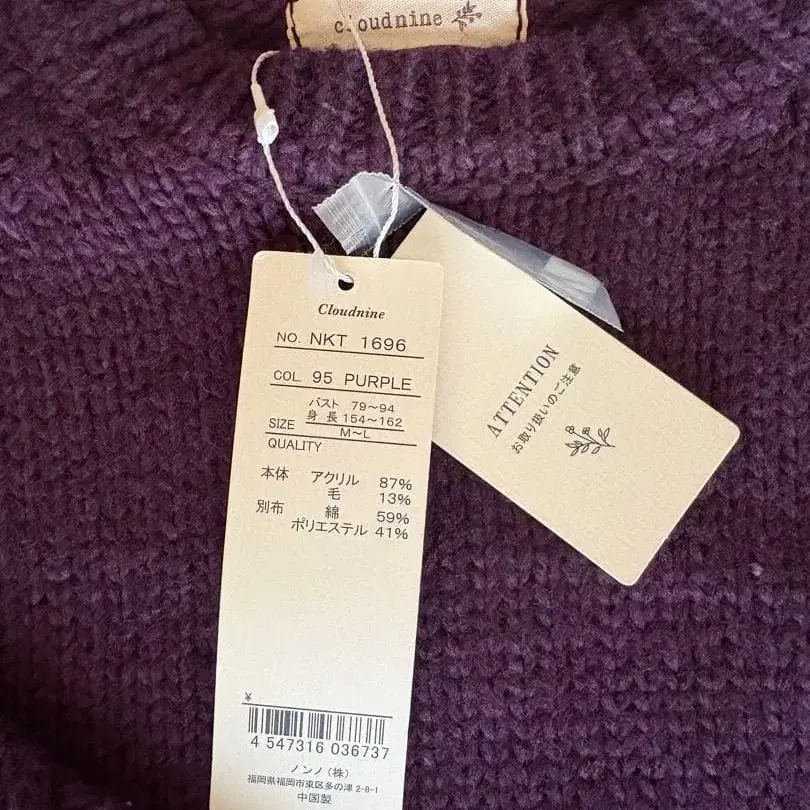 cloudnine
Cloudnine
NO. NKT 1696
COL. 95 PURPLE
バスト 79～94
身 長 154～162
SIZE M～L
QUALITY
本体 アクリル 87%
毛 13%
別布 綿 59%
ポリエステル 41%
¥
4 547316 036737
ノンノ(株)
福岡県福岡市東区多の津 2-8-1
中国製
ATTENTION
お取り扱いのご注意